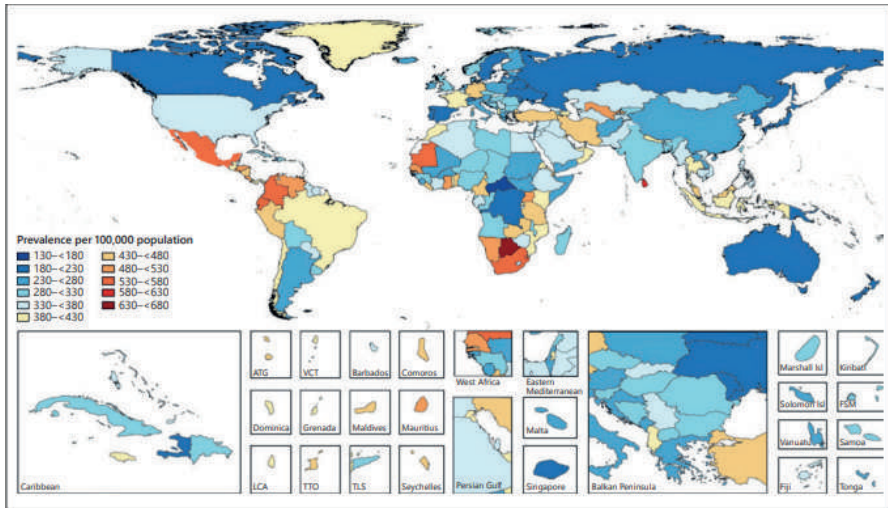 Prevalence per 100,000 population
130–<180
180–<230
230–<280
280–<330
330–<380
380–<430
430–<480
480–<530
530–<580
580–<630
630–<680
Caribbean
ATG
VCT
Barbados
Comoros
Dominica
Grenada
Maldives
Mauritius
LCA
TTO
TLS
Seychelles
West Africa
Eastern
Mediterranean
Persian Gulf
Malta
Singapore
Balkan Peninsula
Marshall Isl
Kiribati
Solomon Isl
FSM
Vanuatu
Samoa
Fiji
Tonga